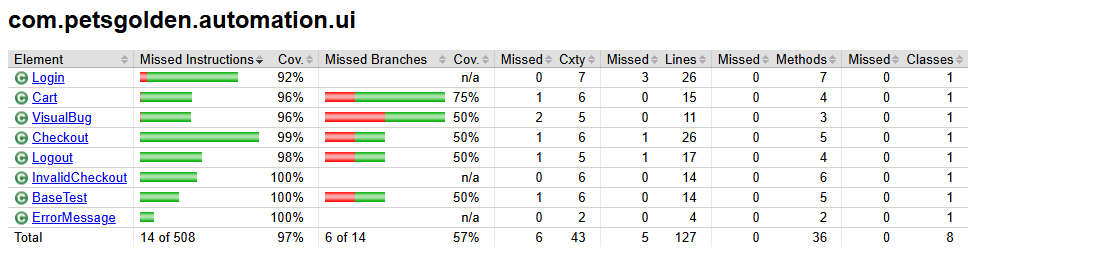 com.petsgolden.automation.ui
Element Missed Instructions Cov. Missed Branches Cov. Missed Cxty Missed Lines Missed Methods Missed Classes
C Login 92% n/a 0 7 3 26 0 7 0 1
C Cart 96% 75% 1 6 0 15 0 4 0 1
C VisualBug 96% 50% 2 5 0 11 0 3 0 1
C Checkout 99% 50% 1 6 1 26 0 5 0 1
C Logout 98% 50% 1 5 1 17 0 4 0 1
C InvalidCheckout 100% n/a 0 6 0 14 0 6 0 1
C BaseTest 100% 50% 1 6 0 14 0 5 0 1
C ErrorMessage 100% n/a 0 2 0 4 0 2 0 1
Total 14 of 508 97% 6 of 14 57% 6 43 5 127 0 36 0 8